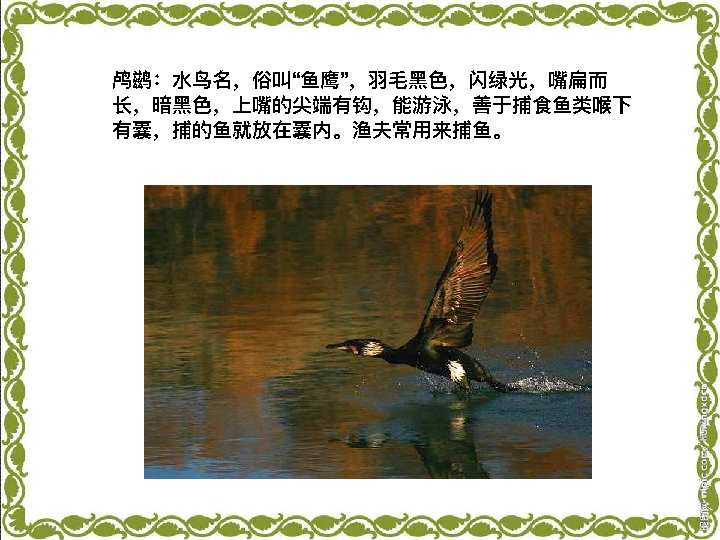 鸬鹚：水鸟名，俗叫“鱼鹰”，羽毛黑色，闪绿光，嘴扁而
长，暗黑色，上嘴的尖端有钩，能游泳，善于捕食鱼类喉下
有囊，捕的鱼就放在囊内。渔夫常用来捕鱼。